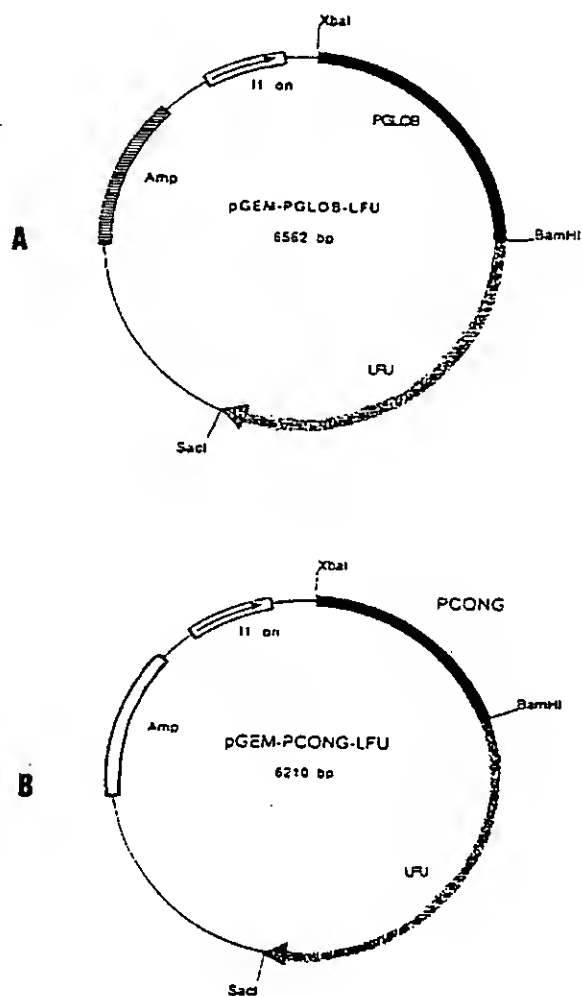 XbaI
f1 ori
PGLOB
Amp
pGEM-PGLOB-LFU
6562 bp
A
BamHI
LFU
SacI
XbaI
PCONG
f1 ori
BamHI
Amp
pGEM-PCONG-LFU
6210 bp
B
LFU
SacI